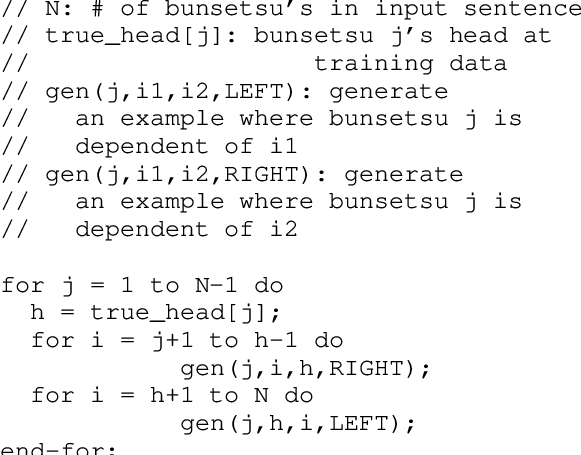 // N: # of bunsetsu's in input sentence
// true_head[j]: bunsetsu j's head at
// training data
// gen(j,i1,i2,LEFT): generate
// an example where bunsetsu j is
// dependent of i1
// gen(j,i1,i2,RIGHT): generate
// an example where bunsetsu j is
// dependent of i2
for j = 1 to N-1 do
h = true_head[j];
for i = j+1 to h-1 do
gen(j,i,h,RIGHT);
for i = h+1 to N do
gen(j,h,i,LEFT);
end-for;